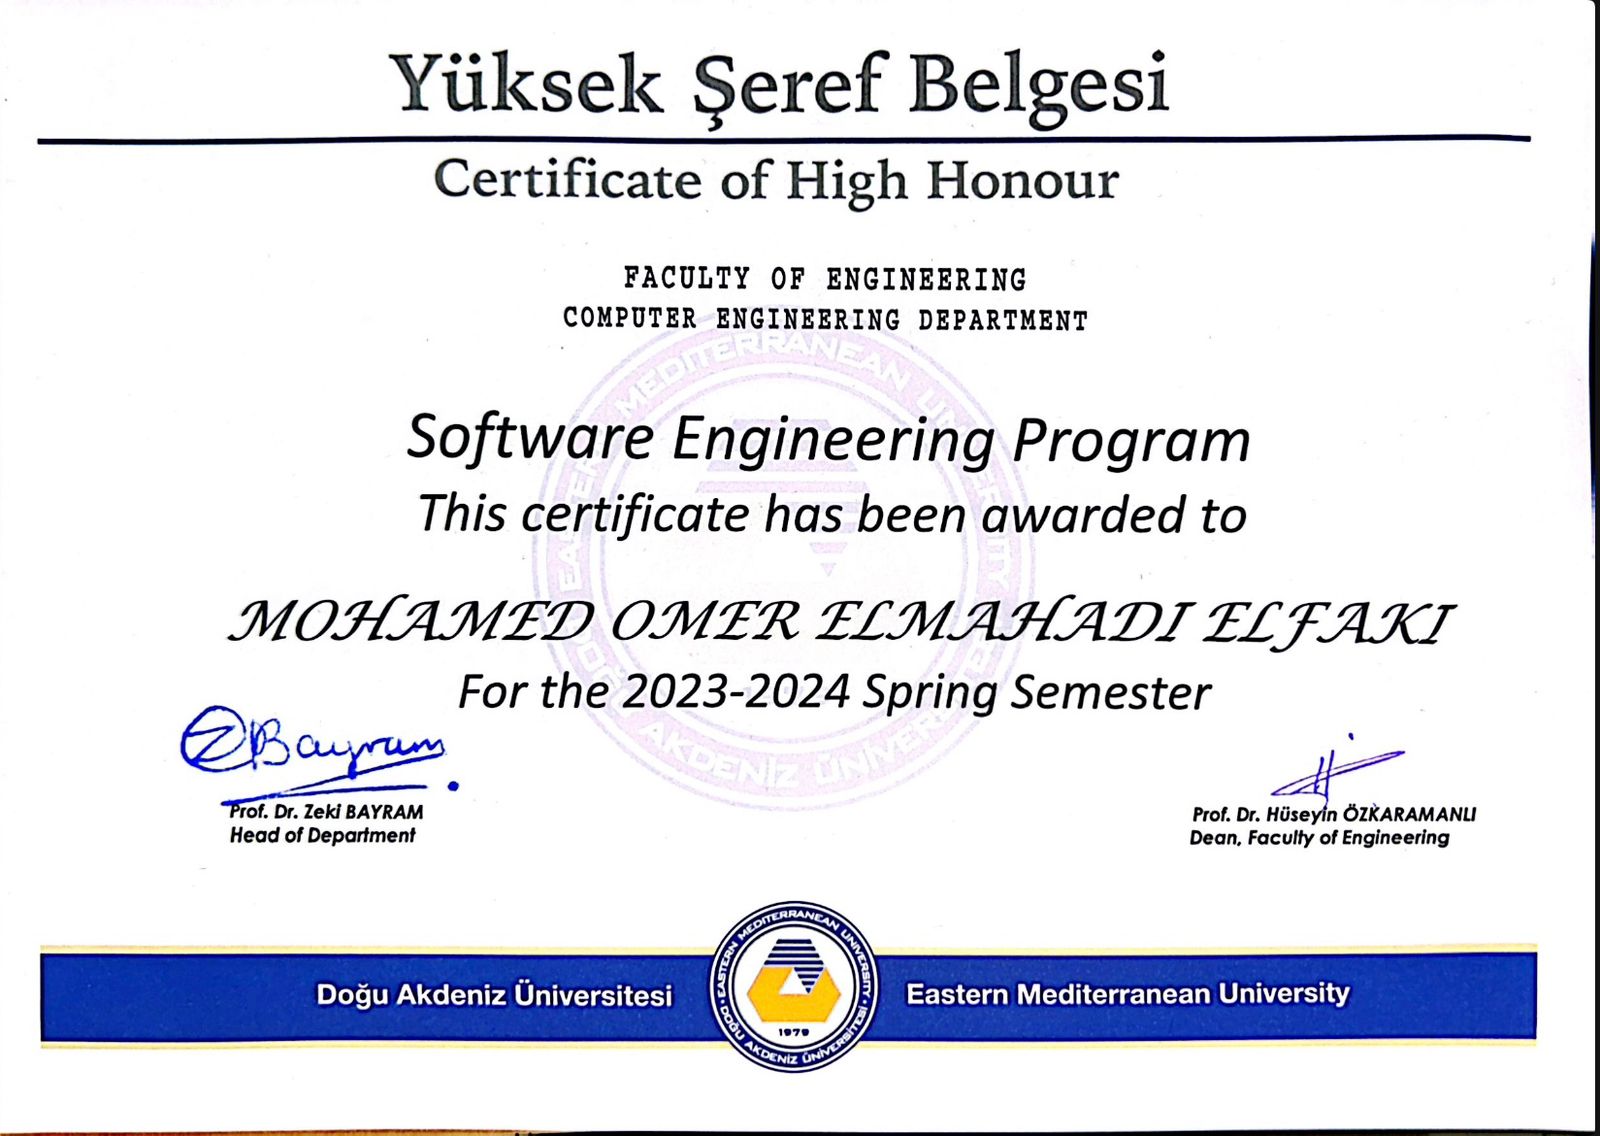 Yüksek Şeref Belgesi
Certificate of High Honour
FACULTY OF ENGINEERING
COMPUTER ENGINEERING DEPARTMENT
Software Engineering Program
This certificate has been awarded to
MOHAMED OMER ELMAHADI ELFAKI
For the 2023-2024 Spring Semester
EASTERN MEDITERRANEAN UNIVERSITY
DOĞU AKDENİZ ÜNİVERSİTESİ
ZBayram
Prof. Dr. Zeki BAYRAM
Head of Department
Prof. Dr. Hüseyin ÖZKARAMANLI
Dean, Faculty of Engineering
Doğu Akdeniz Üniversitesi
EASTERN MEDITERRANEAN UNIVERSITY
1979
DOĞU AKDENİZ ÜNİVERSİTESİ
Eastern Mediterranean University